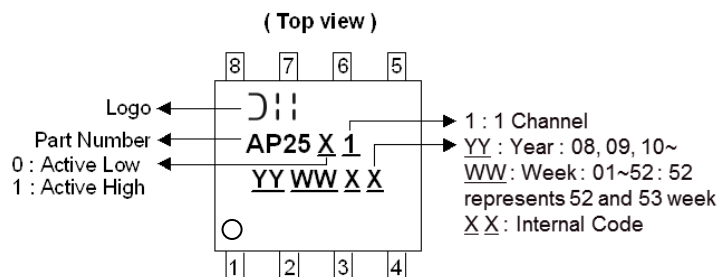 ( Top view )
8 7 6 5
Logo
Part Number
0 : Active Low
1 : Active High
AP25 X 1
YY WW X X
1 : 1 Channel
YY : Year : 08, 09, 10~
WW : Week : 01~52 : 52
represents 52 and 53 week
X X : Internal Code
1 2 3 4